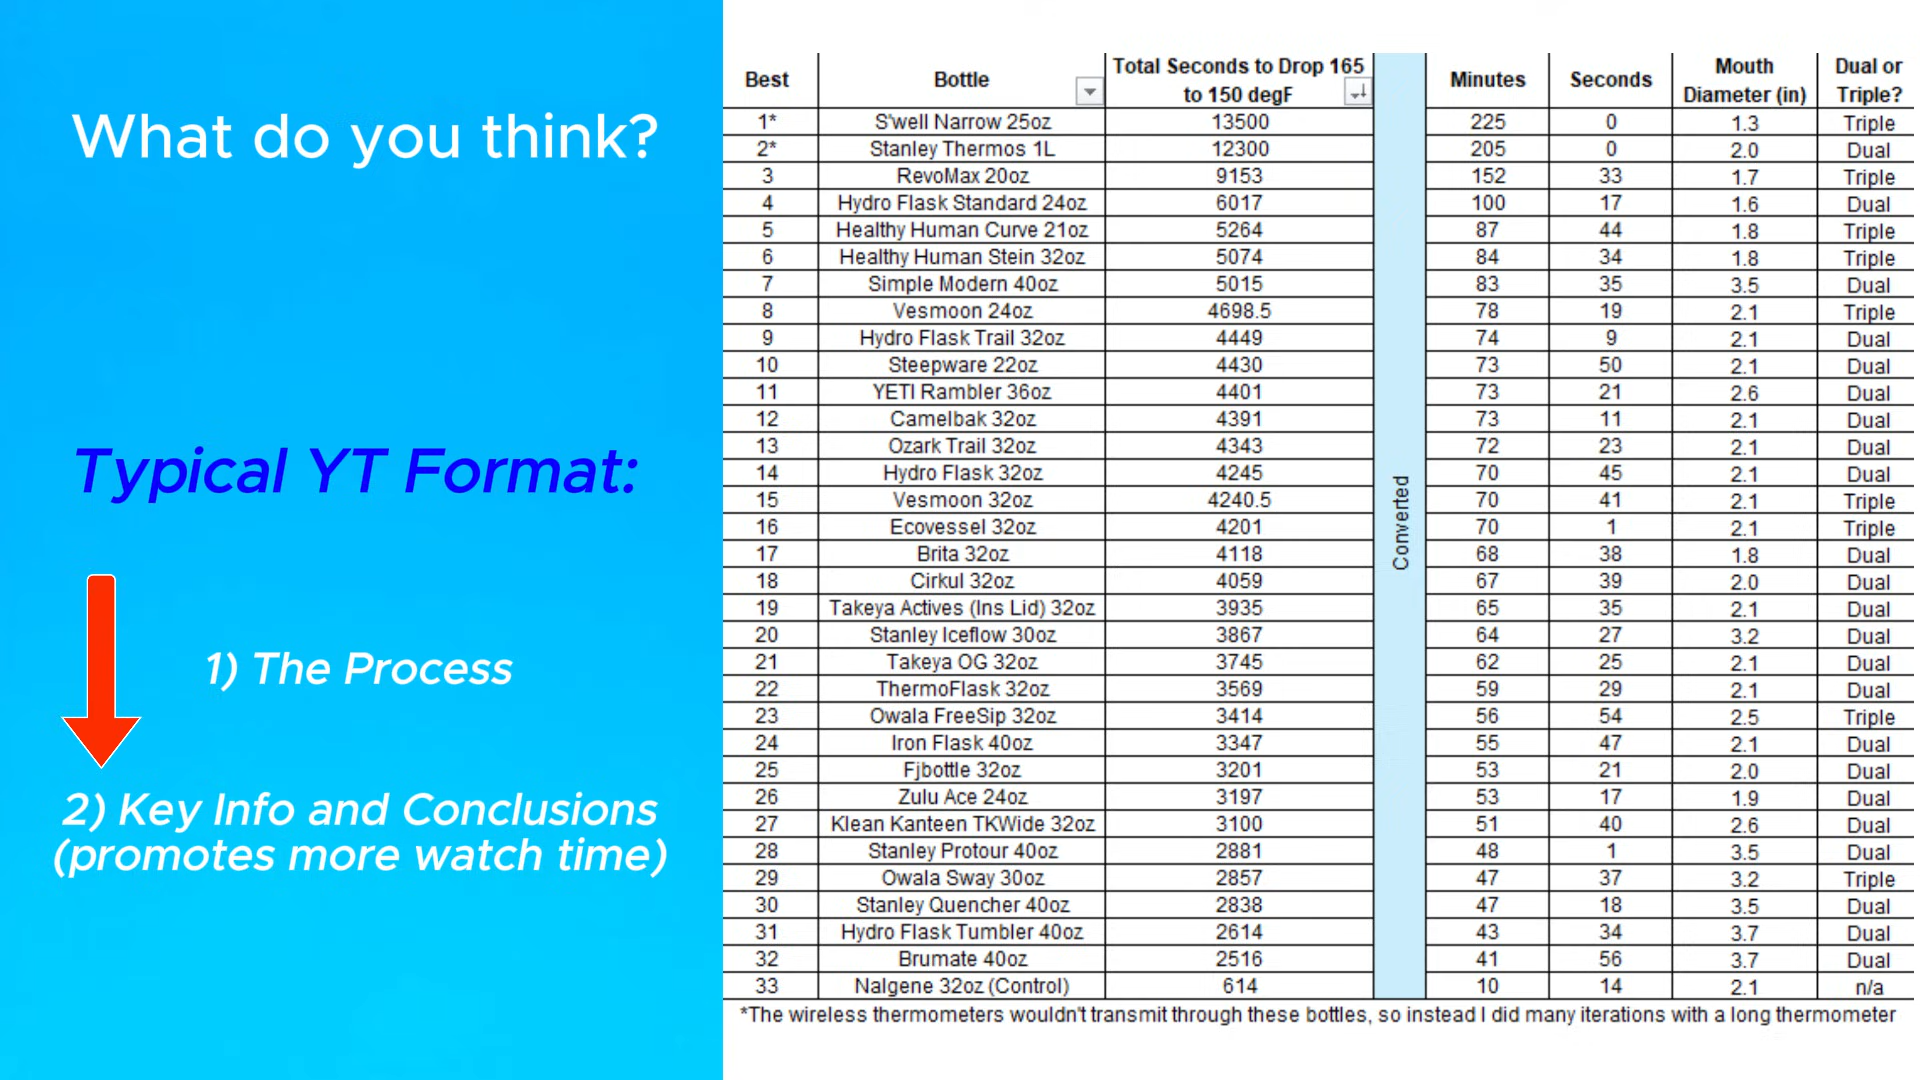 What do you think?
Typical YT Format:
1) The Process
2) Key Info and Conclusions
(promotes more watch time)
Best Bottle Total Seconds to Drop 165 to 150 degF Converted Minutes Seconds Mouth Diameter (in) Dual or Triple?
1* S'well Narrow 25oz 13500 225 0 1.3 Triple
2* Stanley Thermos 1L 12300 205 0 2.0 Dual
3 RevoMax 20oz 9153 152 33 1.7 Triple
4 Hydro Flask Standard 24oz 6017 100 17 1.6 Dual
5 Healthy Human Curve 21oz 5264 87 44 1.8 Triple
6 Healthy Human Stein 32oz 5074 84 34 1.8 Triple
7 Simple Modern 40oz 5015 83 35 3.5 Dual
8 Vesmoon 24oz 4698.5 78 19 2.1 Triple
9 Hydro Flask Trail 32oz 4449 74 9 2.1 Dual
10 Steepware 22oz 4430 73 50 2.1 Dual
11 YETI Rambler 36oz 4401 73 21 2.6 Dual
12 Camelbak 32oz 4391 73 11 2.1 Dual
13 Ozark Trail 32oz 4343 72 23 2.1 Dual
14 Hydro Flask 32oz 4245 70 45 2.1 Dual
15 Vesmoon 32oz 4240.5 70 41 2.1 Triple
16 Ecovessel 32oz 4201 70 1 2.1 Triple
17 Brita 32oz 4118 68 38 1.8 Dual
18 Cirkul 32oz 4059 67 39 2.0 Dual
19 Takeya Actives (Ins Lid) 32oz 3935 65 35 2.1 Dual
20 Stanley Iceflow 30oz 3867 64 27 3.2 Dual
21 Takeya OG 32oz 3745 62 25 2.1 Dual
22 ThermoFlask 32oz 3569 59 29 2.1 Dual
23 Owala FreeSip 32oz 3414 56 54 2.5 Triple
24 Iron Flask 40oz 3347 55 47 2.1 Dual
25 Fjbottle 32oz 3201 53 21 2.0 Dual
26 Zulu Ace 24oz 3197 53 17 1.9 Dual
27 Klean Kanteen TKWide 32oz 3100 51 40 2.6 Dual
28 Stanley Protour 40oz 2881 48 1 3.5 Dual
29 Owala Sway 30oz 2857 47 37 3.2 Triple
30 Stanley Quencher 40oz 2838 47 18 3.5 Dual
31 Hydro Flask Tumbler 40oz 2614 43 34 3.7 Dual
32 Brumate 40oz 2516 41 56 3.7 Dual
33 Nalgene 32oz (Control) 614 10 14 2.1 n/a
*The wireless thermometers wouldn't transmit through these bottles, so instead I did many iterations with a long thermometer